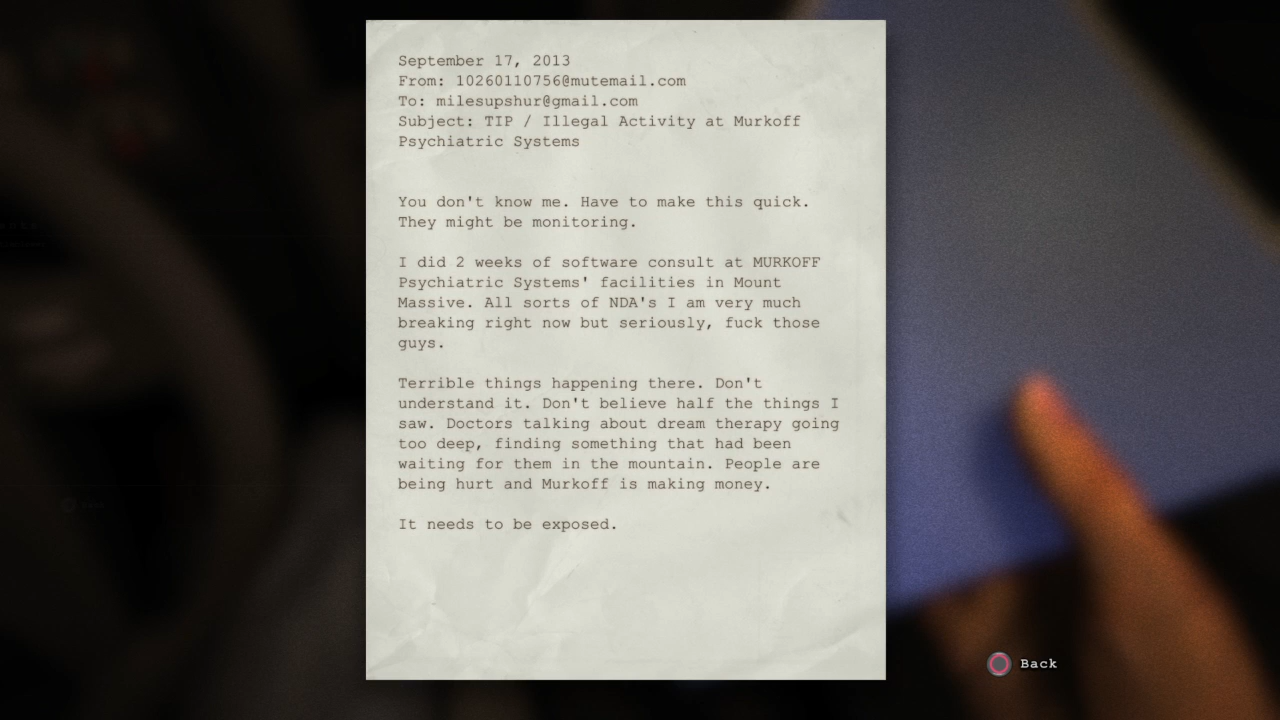 September 17, 2013
From: 10260110756@mutemail.com
To: milesupshur@gmail.com
Subject: TIP / Illegal Activity at Murkoff
Psychiatric Systems
You don't know me. Have to make this quick.
They might be monitoring.
I did 2 weeks of software consult at MURKOFF
Psychiatric Systems' facilities in Mount
Massive. All sorts of NDA's I am very much
breaking right now but seriously, fuck those
guys.
Terrible things happening there. Don't
understand it. Don't believe half the things I
saw. Doctors talking about dream therapy going
too deep, finding something that had been
waiting for them in the mountain. People are
being hurt and Murkoff is making money.
It needs to be exposed.
Back